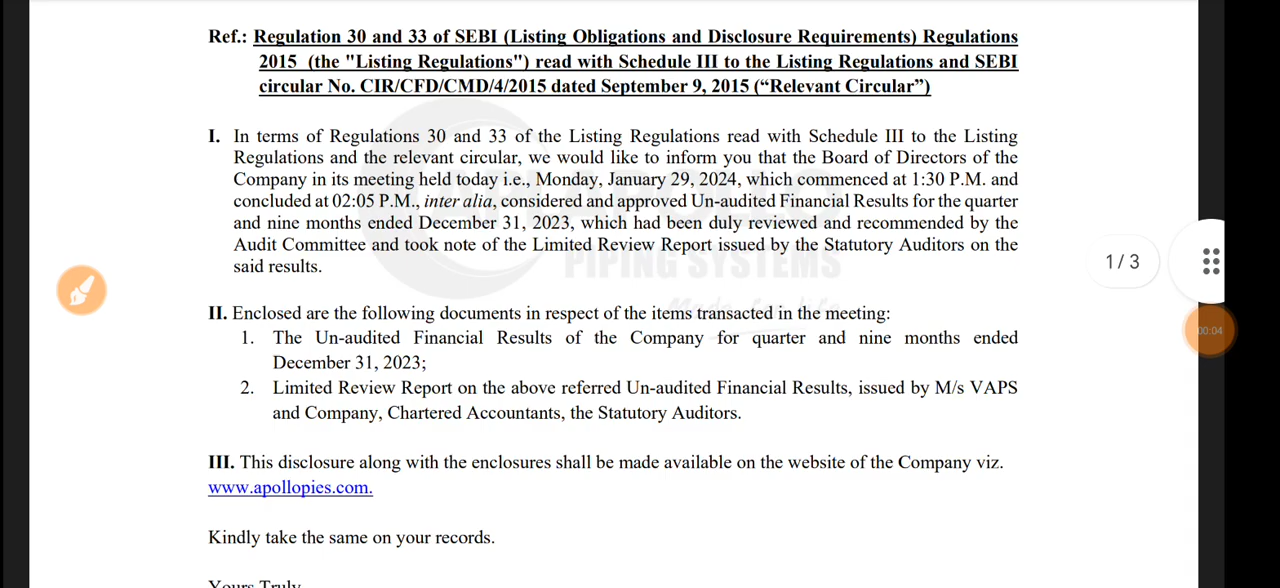 Ref.: Regulation 30 and 33 of SEBI (Listing Obligations and Disclosure Requirements) Regulations
2015 (the "Listing Regulations") read with Schedule III to the Listing Regulations and SEBI
circular No. CIR/CFD/CMD/4/2015 dated September 9, 2015 (“Relevant Circular”)
I. In terms of Regulations 30 and 33 of the Listing Regulations read with Schedule III to the Listing
Regulations and the relevant circular, we would like to inform you that the Board of Directors of the
Company in its meeting held today i.e., Monday, January 29, 2024, which commenced at 1:30 P.M. and
concluded at 02:05 P.M., inter alia, considered and approved Un-audited Financial Results for the quarter
and nine months ended December 31, 2023, which had been duly reviewed and recommended by the
Audit Committee and took note of the Limited Review Report issued by the Statutory Auditors on the
said results.
PIPING SYSTEMS
1 / 3
II. Enclosed are the following documents in respect of the items transacted in the meeting:
1. The Un-audited Financial Results of the Company for quarter and nine months ended
December 31, 2023;
00:04
2. Limited Review Report on the above referred Un-audited Financial Results, issued by M/s VAPS
and Company, Chartered Accountants, the Statutory Auditors.
III. This disclosure along with the enclosures shall be made available on the website of the Company viz.
www.apollopies.com.
Kindly take the same on your records.
Yours Truly